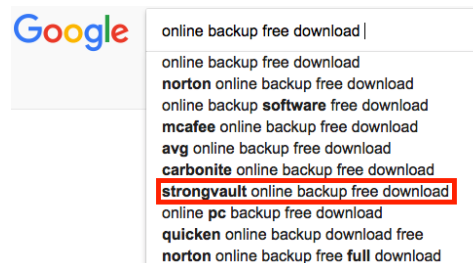 Google
online backup free download
online backup free download
norton online backup free download
online backup software free download
mcafee online backup free download
avg online backup free download
carbonite online backup free download
strongvault online backup free download
online pc backup free download
quicken online backup download free
norton online backup free full download